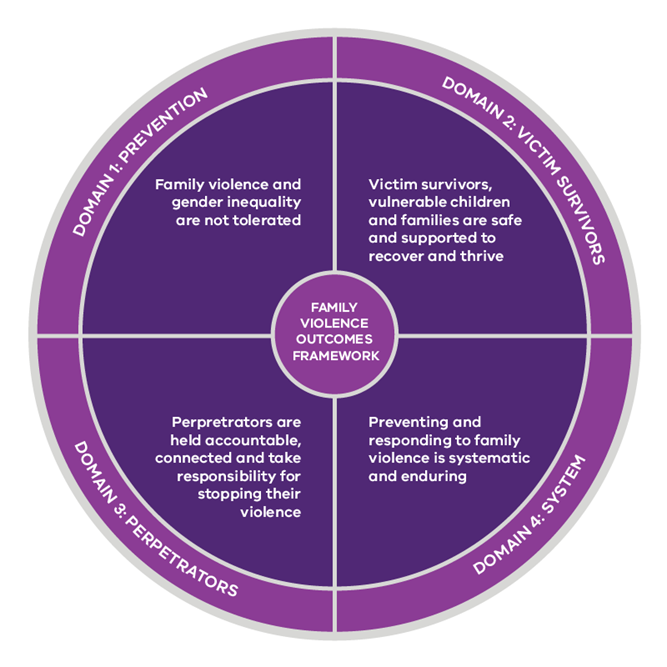 DOMAIN 1: PREVENTION
Family violence and
gender inequality
are not tolerated
DOMAIN 2: VICTIM SURVIVORS
Victim survivors,
vulnerable children
and families are safe
and supported to
recover and thrive
FAMILY
VIOLENCE
OUTCOMES
FRAMEWORK
DOMAIN 3: PERPETRATORS
Perpretrators are
held accountable,
connected and take
responsibility for
stopping their
violence
DOMAIN 4: SYSTEM
Preventing and
responding to family
violence is systematic
and enduring